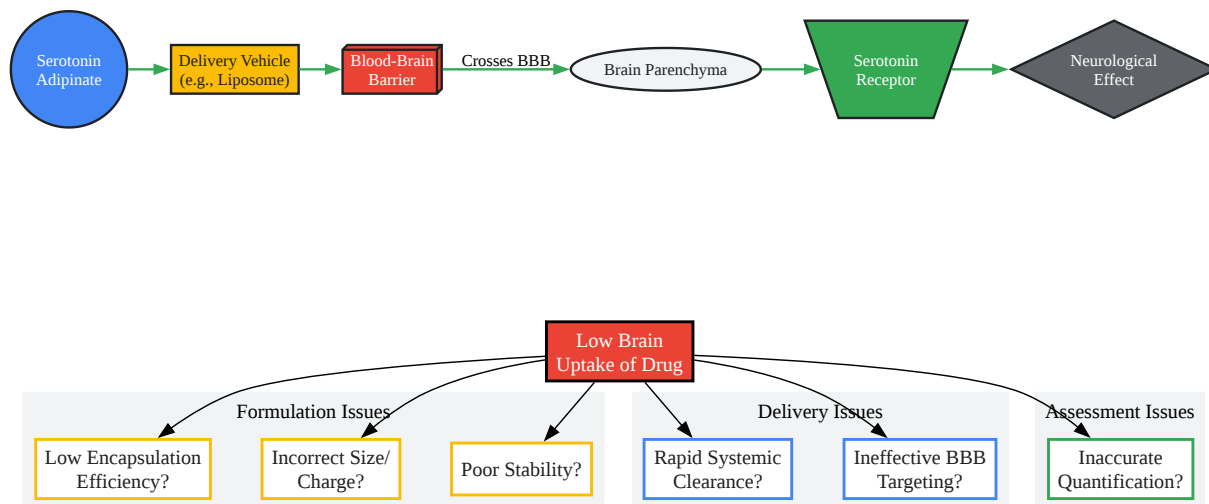 Serotonin
Adipinate
Delivery Vehicle
(e.g., Liposome)
Blood-Brain
Barrier
Crosses BBB
Brain Parenchyma
Serotonin
Receptor
Neurological
Effect
Low Brain
Uptake of Drug
Formulation Issues
Delivery Issues
Assessment Issues
Low Encapsulation
Efficiency?
Incorrect Size/
Charge?
Poor Stability?
Rapid Systemic
Clearance?
Ineffective BBB
Targeting?
Inaccurate
Quantification?